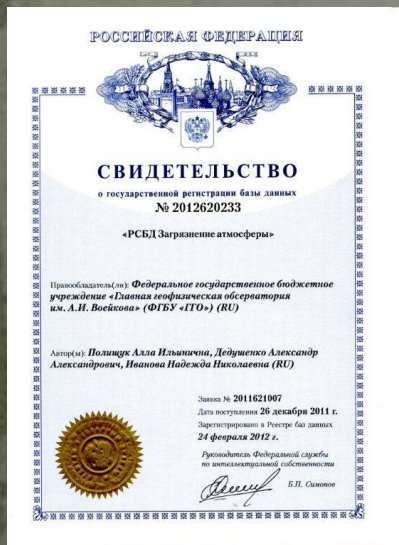 РОССИЙСКАЯ ФЕДЕРАЦИЯ
СВИДЕТЕЛЬСТВО
о государственной регистрации базы данных
№ 2012620233
«РСБД Загрязнение атмосферы»
Правообладатель(ли): Федеральное государственное бюджетное
учреждение «Главная геофизическая обсерватория
им. А.И. Воейкова» (ФГБУ «ГГО») (RU)
Автор(ы): Полищук Алла Ильинична, Дедушенко Александр
Александрович, Иванова Надежда Николаевна (RU)
Заявка № 2011621007
Дата поступления 26 декабря 2011 г.
Зарегистрировано в Реестре баз данных
24 февраля 2012 г.
Руководитель Федеральной службы
по интеллектуальной собственности
Б.П. Симонов